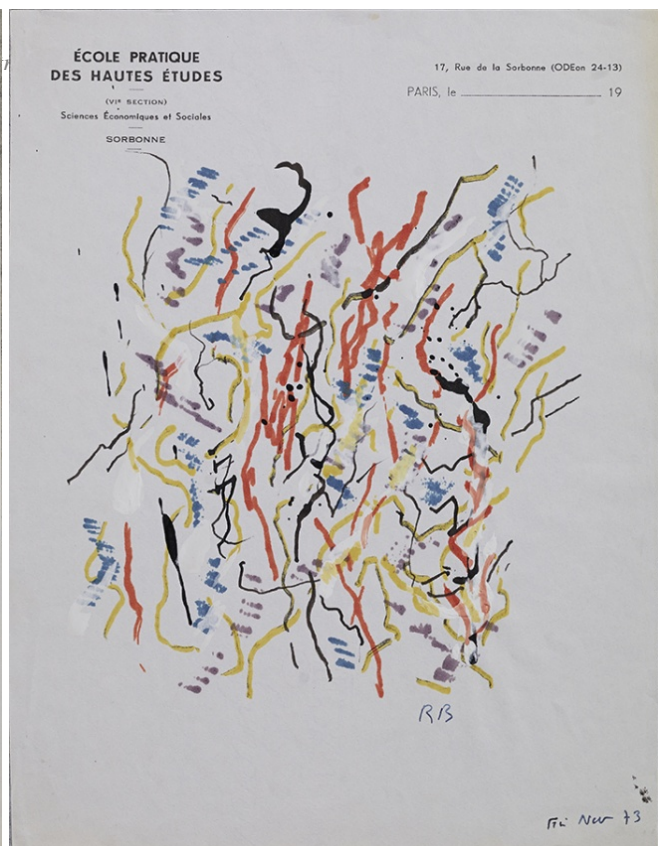 ÉCOLE PRATIQUE
DES HAUTES ÉTUDES
(VIe SECTION)
Sciences Économiques et Sociales
SORBONNE
17, Rue de la Sorbonne (ODEon 24-13)
PARIS, le 19
RB
Nov 73